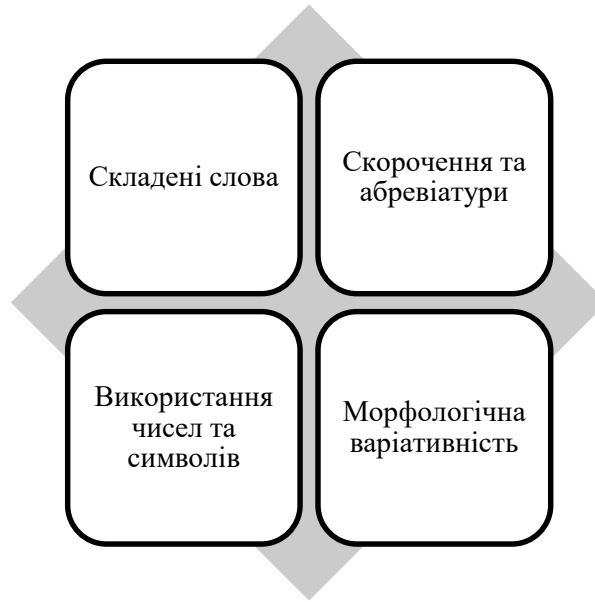 Складені слова
Скорочення та
абревіатури
Використання
чисел та
символів
Морфологічна
варіативність